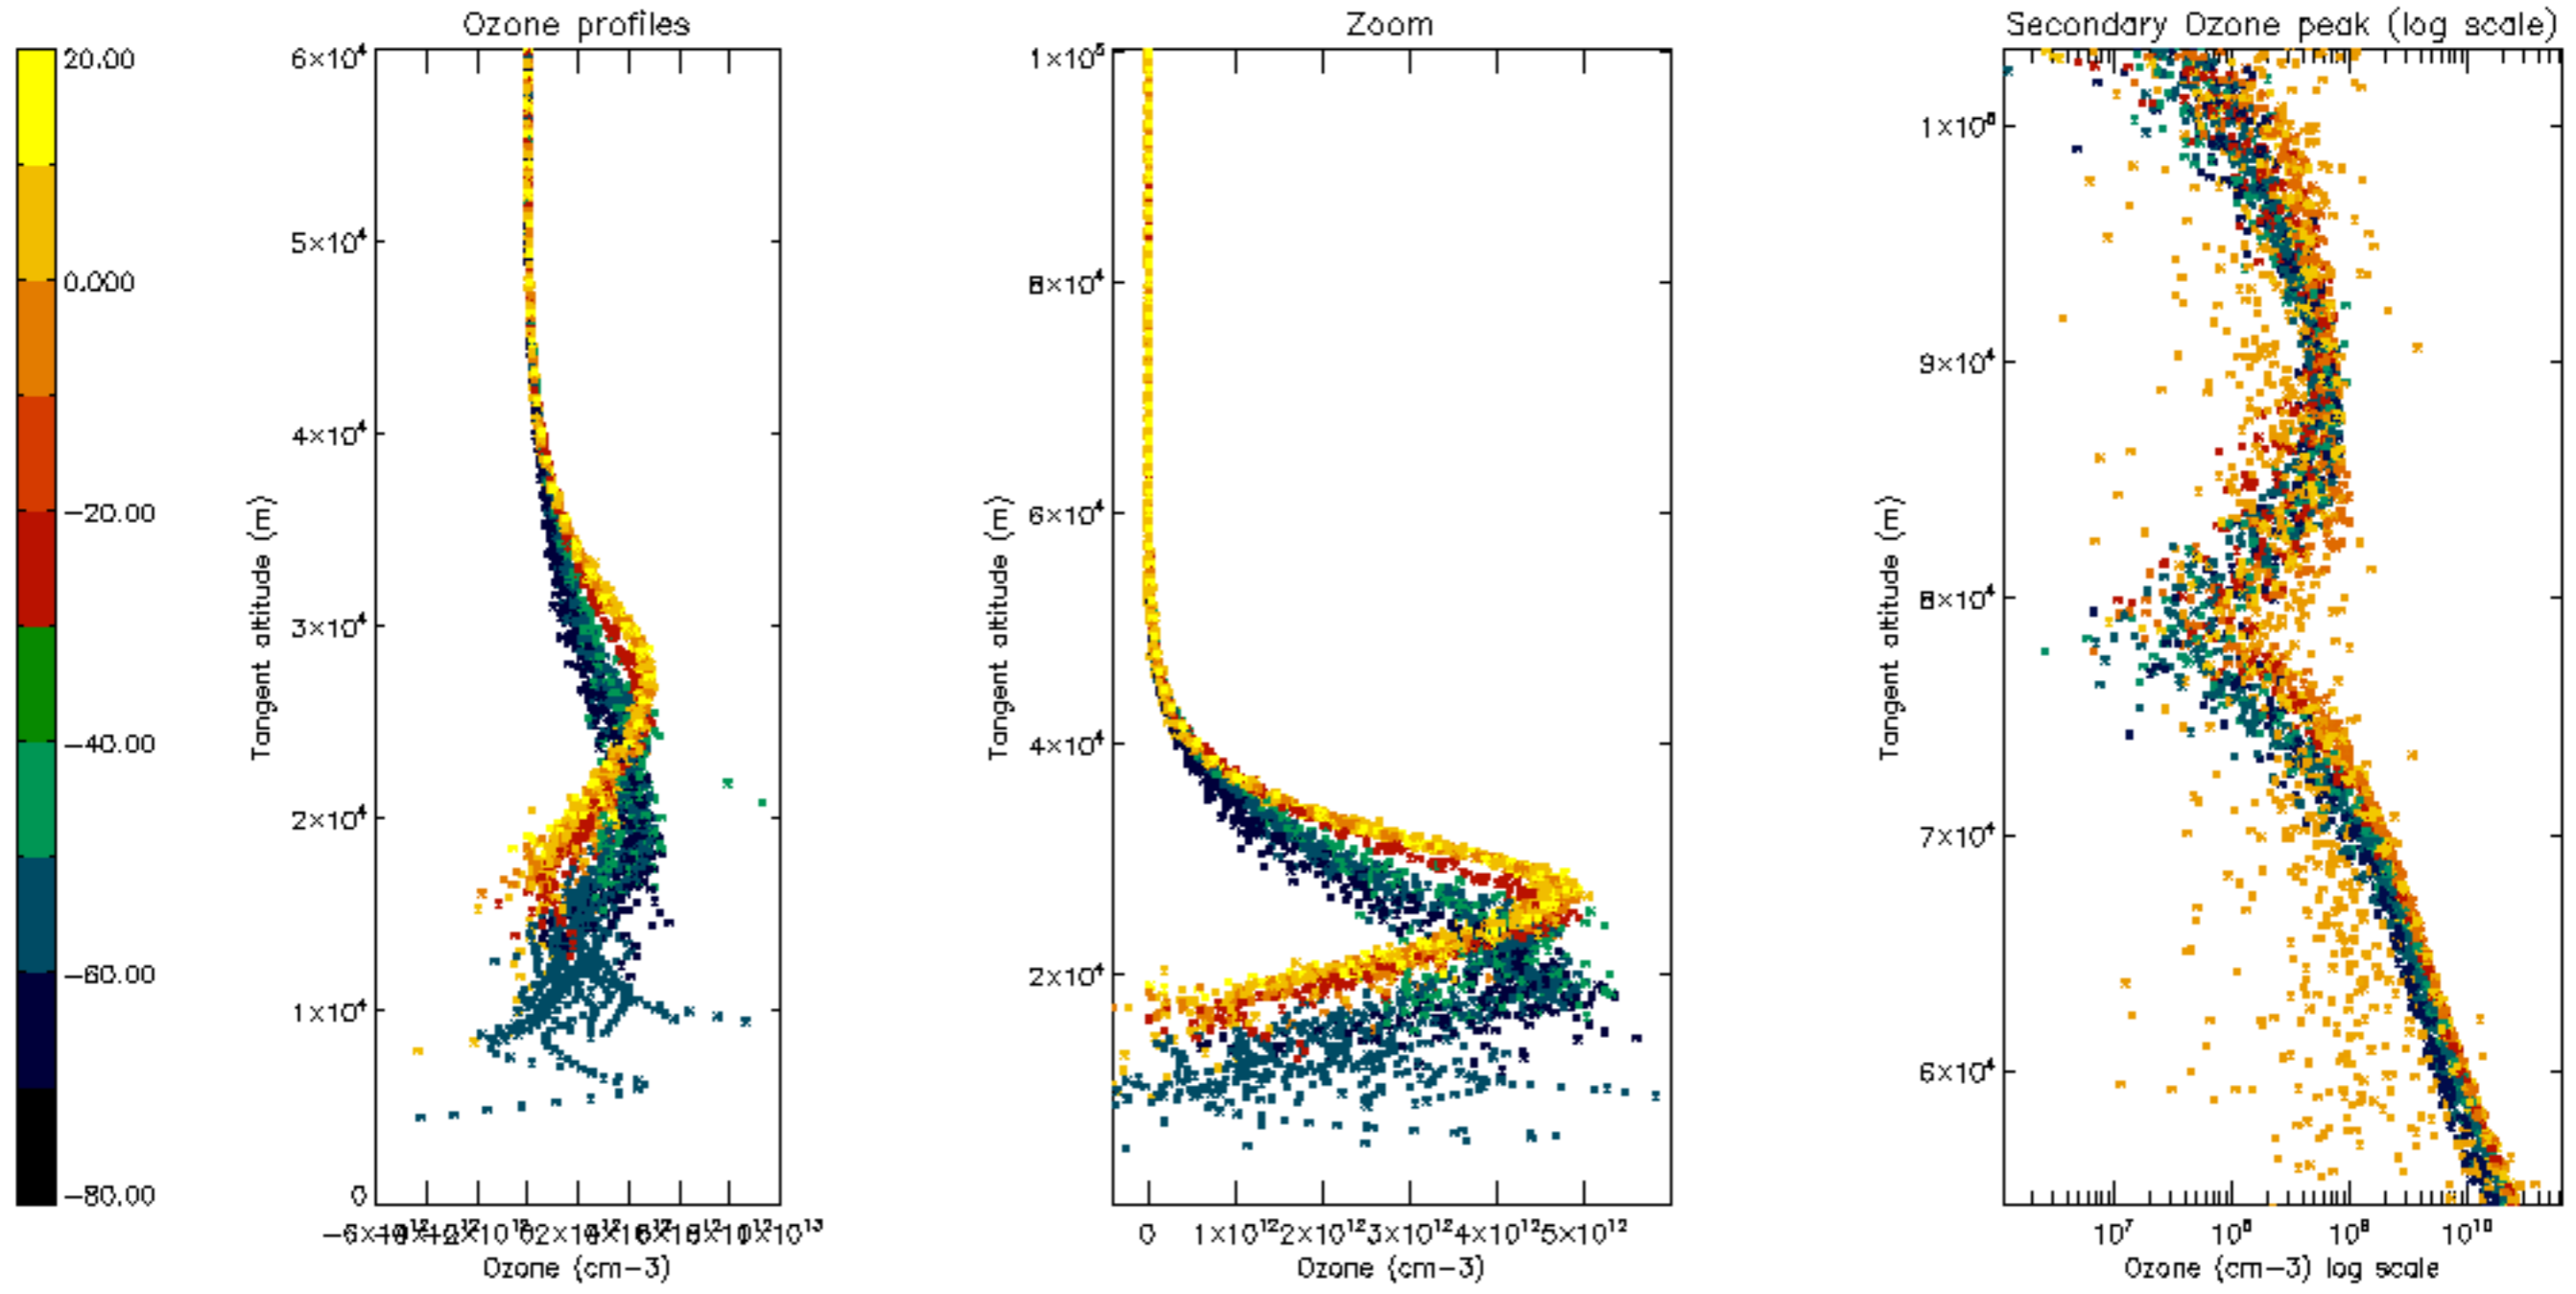 Ozone profiles
Zoom
Secondary Ozone peak (log scale)
20.00
0.000
−20.00
−40.00
−60.00
−80.00
6×10⁴
5×10⁴
4×10⁴
3×10⁴
2×10⁴
1×10⁴
0
Tangent altitude (m)
Ozone (cm−3)
1×10⁵
8×10⁴
6×10⁴
4×10⁴
2×10⁴
Tangent altitude (m)
0 1×10¹² 2×10¹² 3×10¹² 4×10¹² 5×10¹²
Ozone (cm−3)
1×10⁵
9×10⁴
8×10⁴
7×10⁴
6×10⁴
Tangent altitude (m)
10⁷ 10⁸ 10⁹ 10¹⁰
Ozone (cm−3) log scale